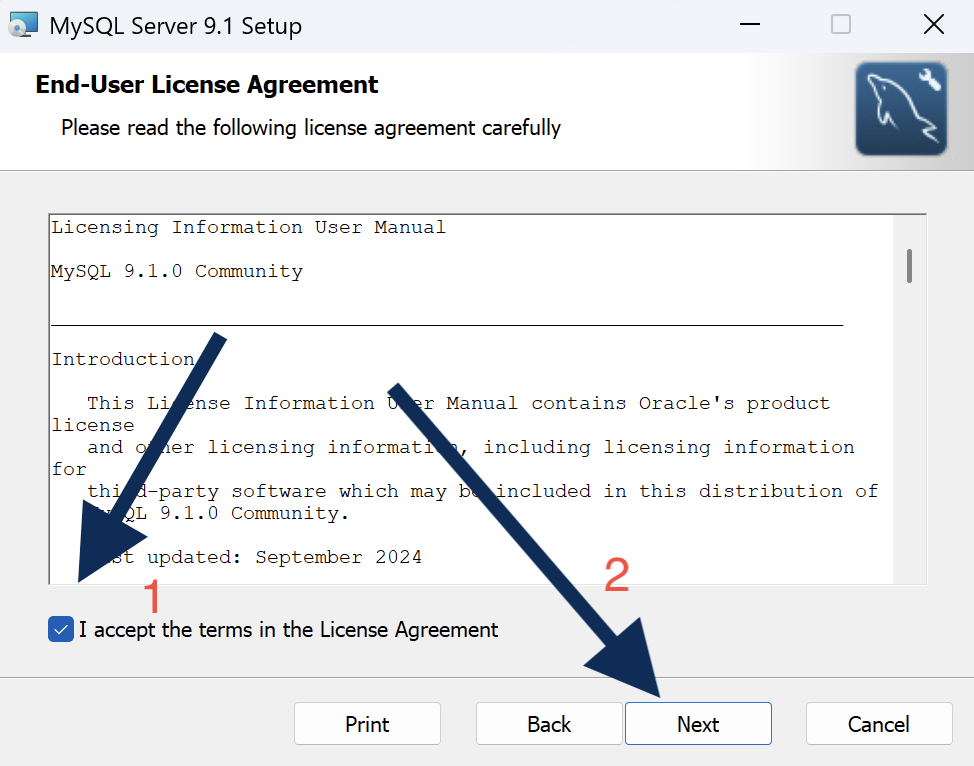 MySQL Server 9.1 Setup
End-User License Agreement
Please read the following license agreement carefully
Licensing Information User Manual
MySQL 9.1.0 Community
Introduction
This License Information User Manual contains Oracle's product
license
and other licensing information, including licensing information
for
third-party software which may be included in this distribution of
MySQL 9.1.0 Community.
Last updated: September 2024
1
2
I accept the terms in the License Agreement
Print
Back
Next
Cancel